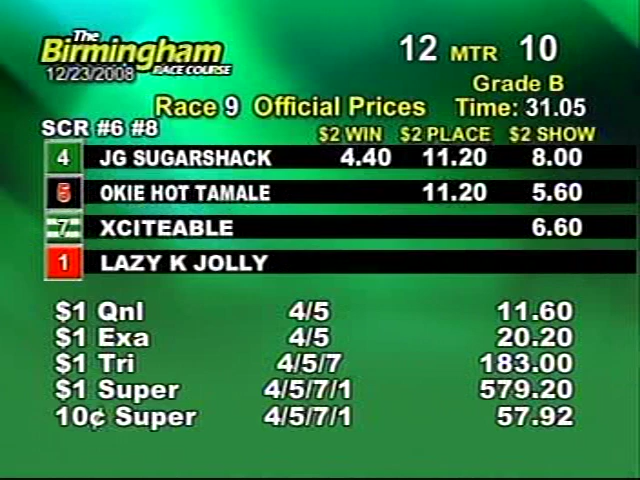 The
Birmingham
RACE COURSE
12/23/2008
12 MTR 10
Grade B
Race 9 Official Prices Time: 31.05
SCR #6 #8
$2 WIN $2 PLACE $2 SHOW
4 JG SUGARSHACK 4.40 11.20 8.00
5 OKIE HOT TAMALE 11.20 5.60
7 XCITEABLE 6.60
1 LAZY K JOLLY
$1 Qnl 4/5 11.60
$1 Exa 4/5 20.20
$1 Tri 4/5/7 183.00
$1 Super 4/5/7/1 579.20
10¢ Super 4/5/7/1 57.92